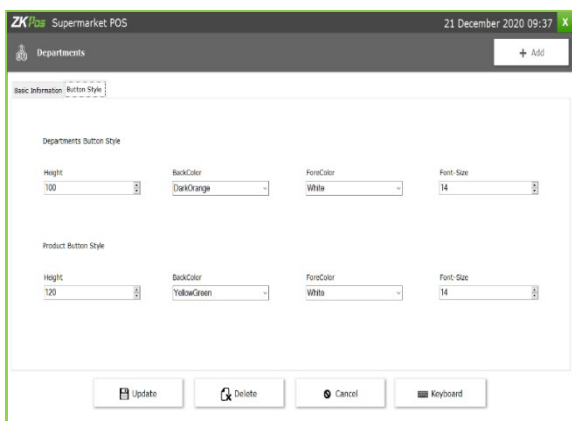 ZKPos Supermarket POS 21 December 2020 09:37 X
Departments + Add
Basic Information Button Style
Departments Button Style
Height BackColor ForeColor Font-Size
100 DarkOrange White 14
Product Button Style
Height BackColor ForeColor Font-Size
120 YellowGreen White 14
Update Delete Cancel Keyboard